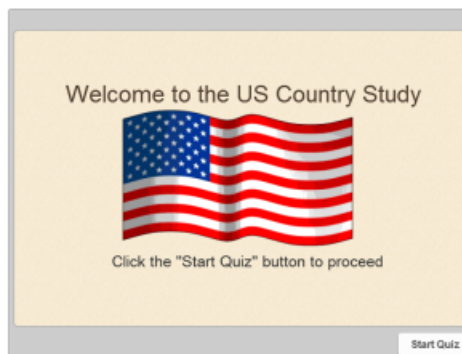 Welcome to the US Country Study
Click the "Start Quiz" button to proceed
Start Quiz